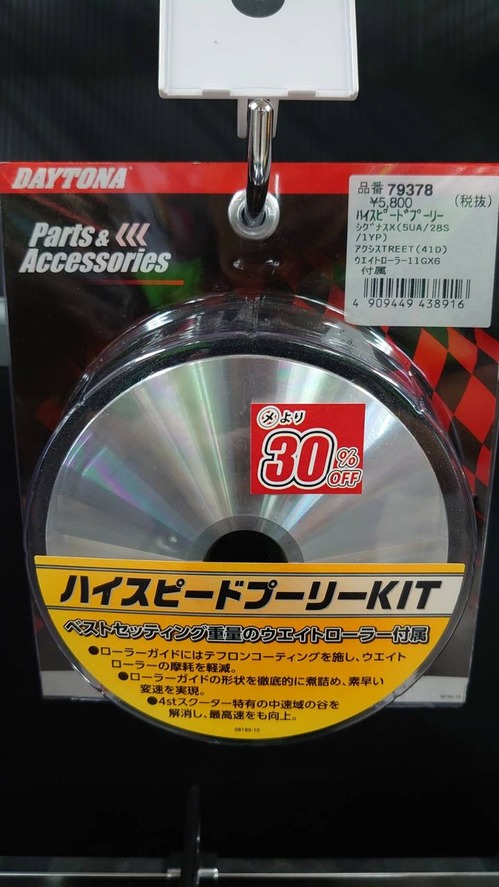 DAYTONA
Parts &
Accessories
品番 79378
¥5,800 (税抜)
ﾊｲｽﾋﾟｰﾄﾞﾌﾟｰﾘｰ
ｼｸﾞﾅｽX(5UA/28S
/1YP)
ｱｸｼｽTREET(41D)
ｳｴｲﾄﾛｰﾗｰ11GX6
付属
4 909449 438916
㋱より
30%
OFF
ハイスピードプーリーKIT
ベストセッティング重量のウエイトローラー付属
●ローラーガイドにはテフロンコーティングを施し、ウエイト
ローラーの摩耗を軽減。
●ローラーガイドの形状を徹底的に煮詰め、素早い
変速を実現。
●4stスクーター特有の中速域の谷を
解消し、最高速をも向上。
98189-10